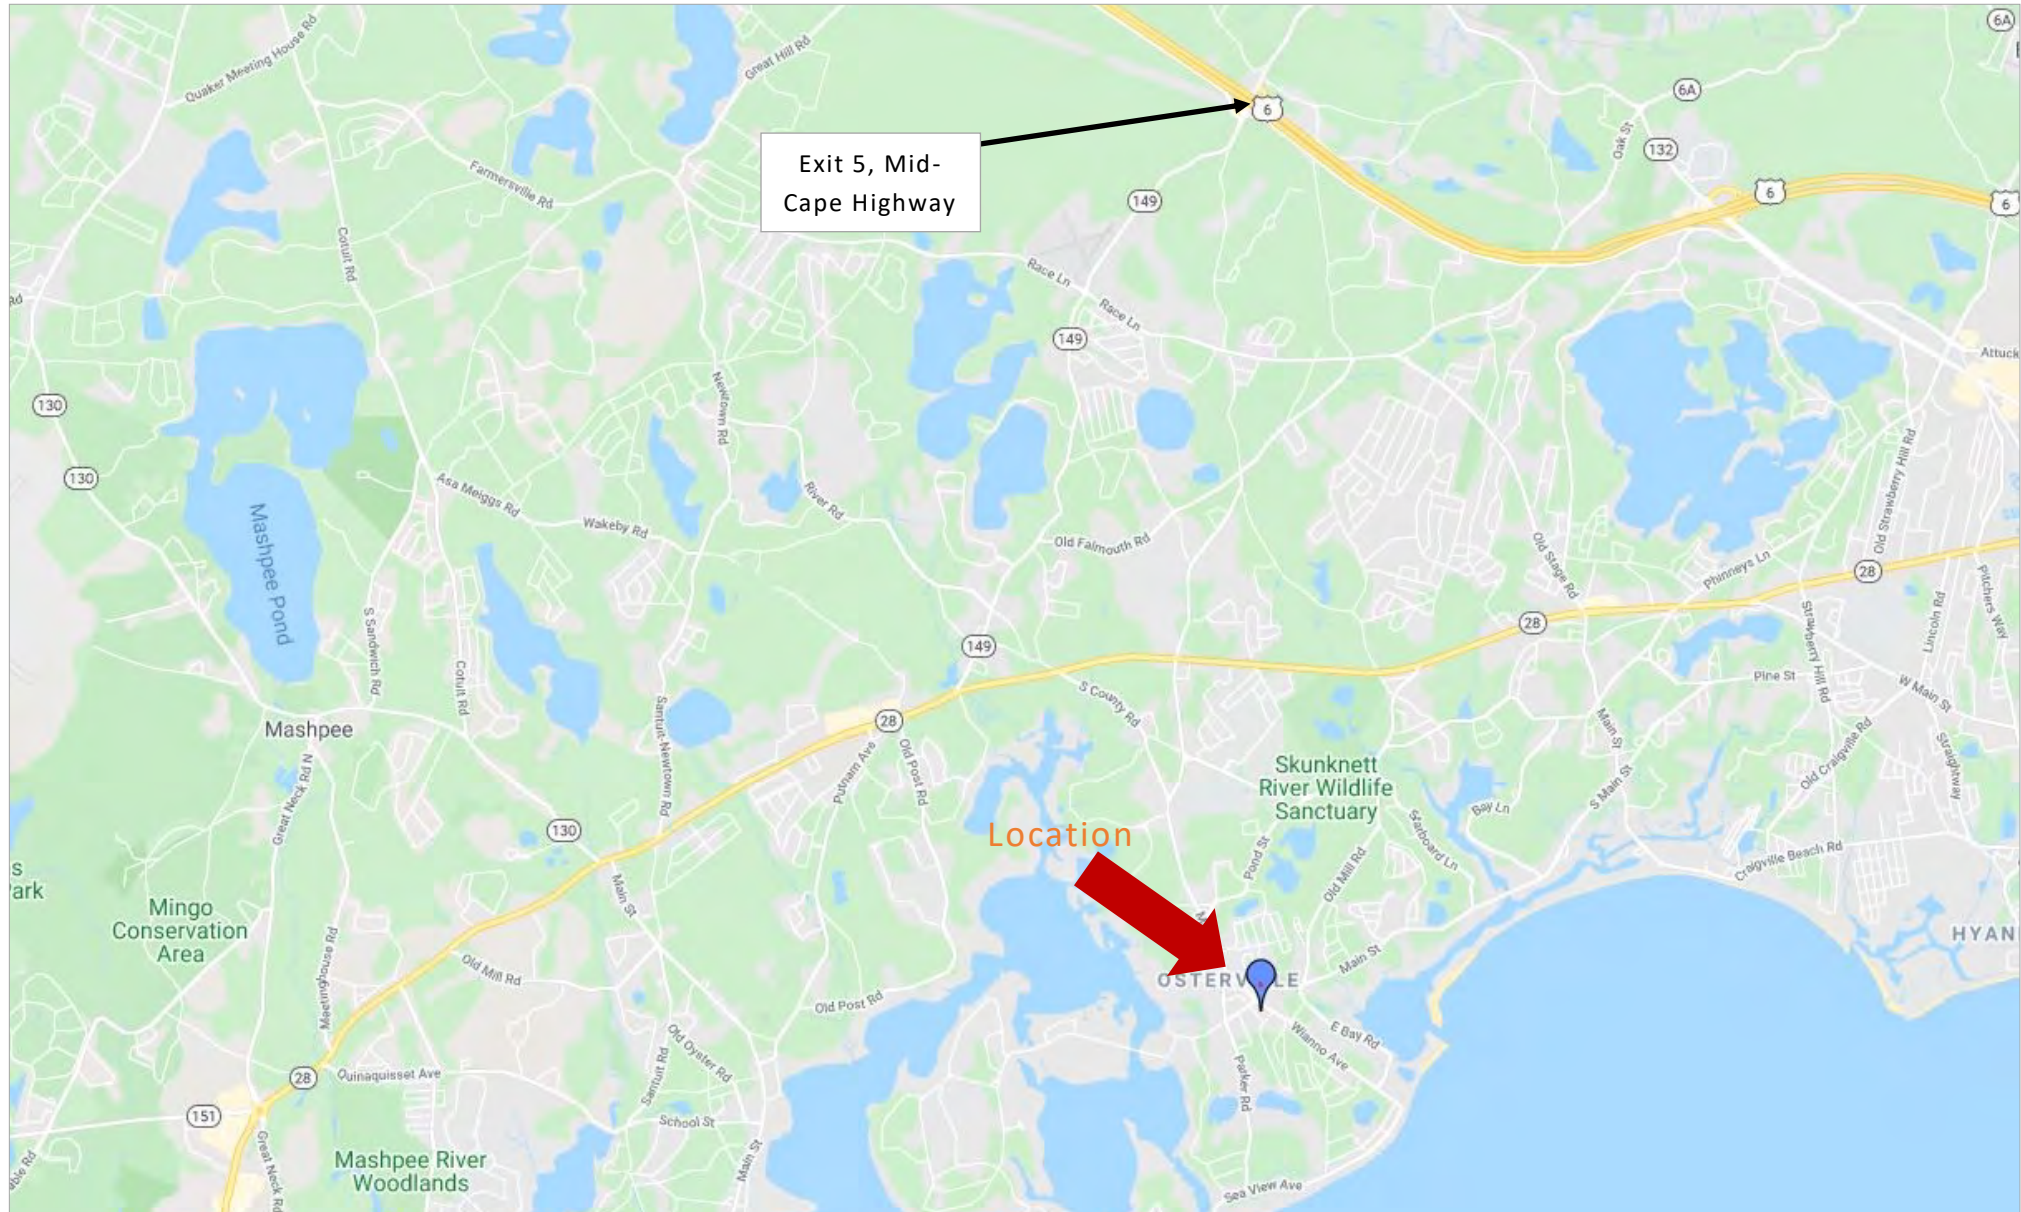 Quaker Meeting House Rd
Great Hill Rd
6A
6
6A
Oak St
132
Exit 5, Mid-
Cape Highway
Farmersville Rd
149
6
6
Cotuit Rd
Race Ln
Race Ln
Rd
149
Attuck
130
Newtown Rd
130
Asa Meiggs Rd
River Rd
Wakeby Rd
Old Falmouth Rd
Old Strawberry Hill Rd
Mashpee Pond
Old Stage Rd
Phinneys Ln
28
Pitchers Way
Lincoln Rd
S Sandwich Rd
28
Strawberry Hill Rd
149
Cotuit Rd
Pine St
S County Rd
W Main St
Mashpee
28
Santuit-Newtown Rd
Putnam Ave
Old Post Rd
Main St
Skunknett
River Wildlife
Sanctuary
Old Craigville Rd
Straightway
Great Neck Rd N
S Main St
Bay Ln
130
Location
Starboard Ln
Pond St
Old Mill Rd
Craigville Beach Rd
s
Park
Main St
Mingo
Conservation
Area
M
HYAN
Meetinghouse Rd
Old Mill Rd
Main St
OSTERV LE
Old Post Rd
E Bay Rd
Wianno Ave
Old Oyster Rd
Santuit Rd
28
Quinaquisset Ave
Parker Rd
151
School St
Great Neck Rd
Main St
Mashpee River
Woodlands
Sea View Ave